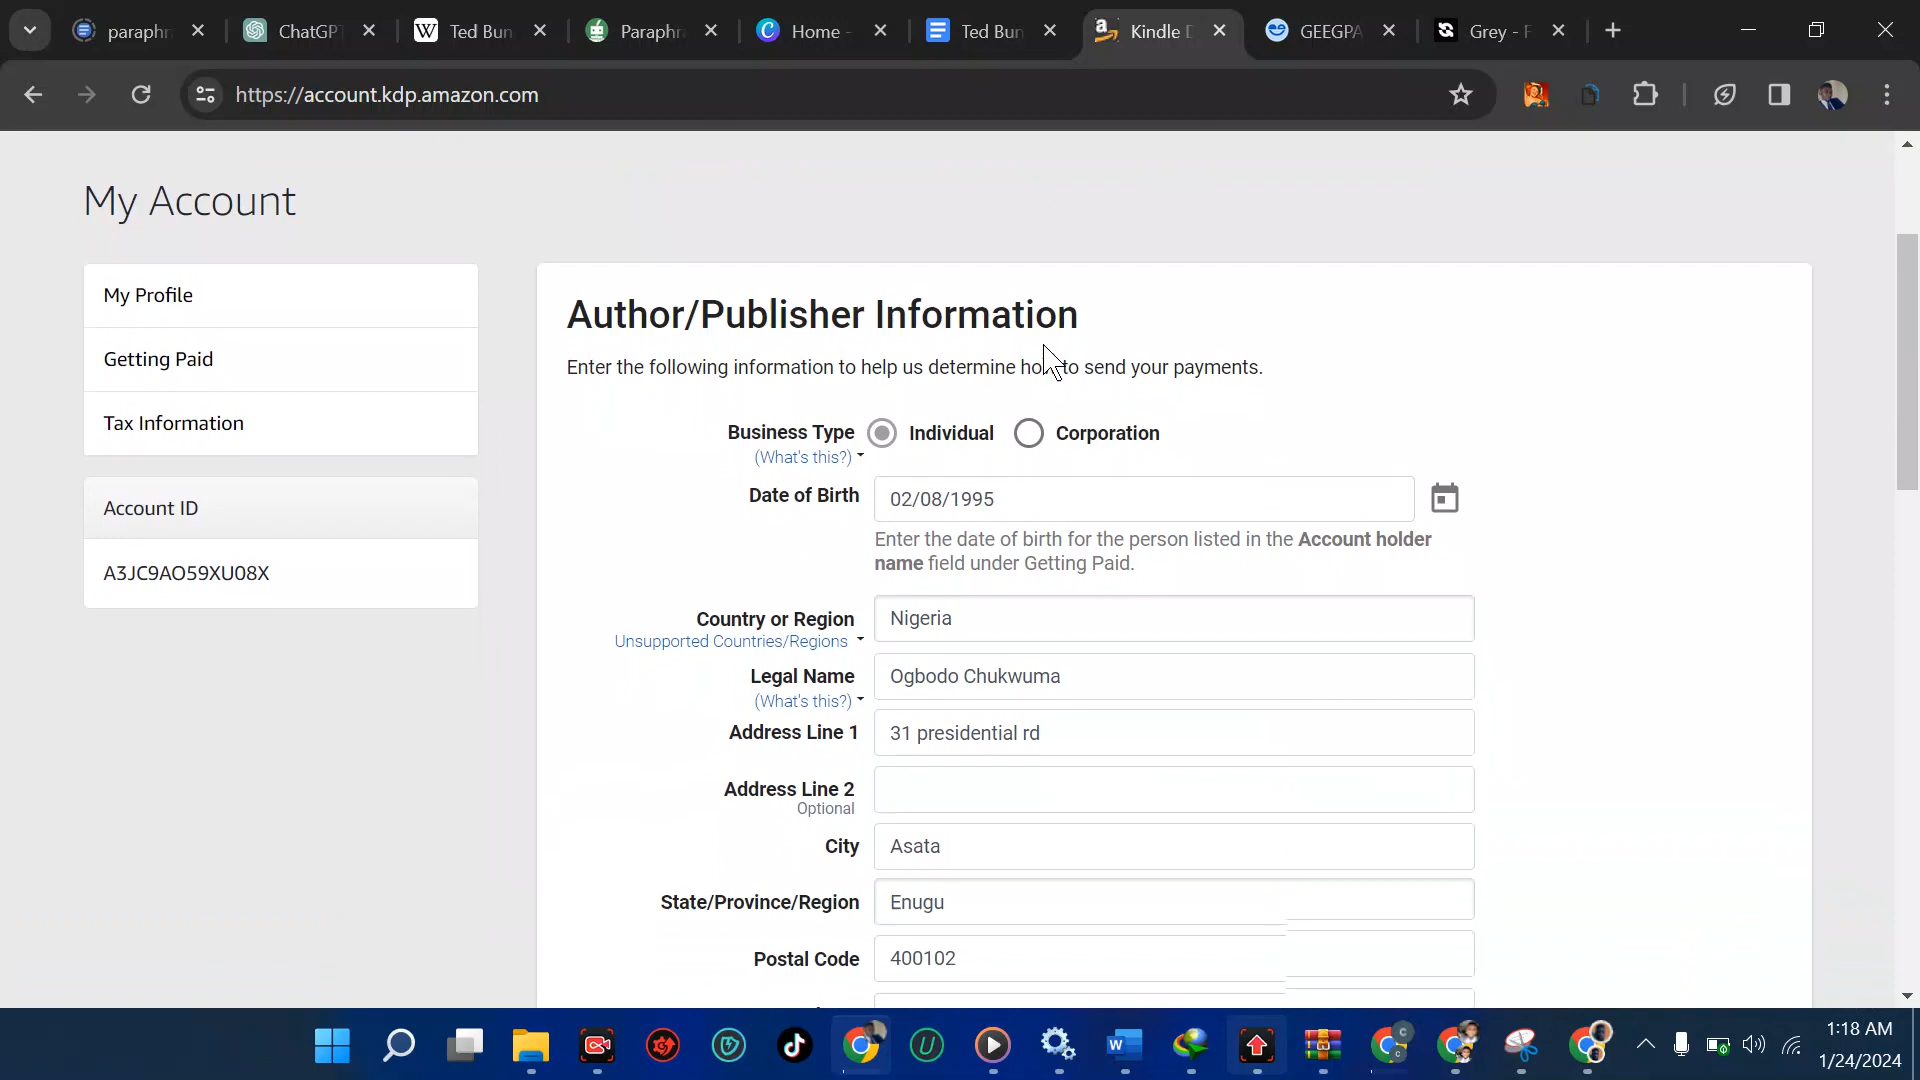 paraphr
ChatGP
Ted Bun
Paraphr
Home -
Ted Bun
Kindle D
GEEGPA
Grey - F
https://account.kdp.amazon.com
My Account
My Profile
Getting Paid
Tax Information
Account ID
A3JC9AO59XU08X
Author/Publisher Information
Enter the following information to help us determine how to send your payments.
Business Type
(What's this?)
Individual
Corporation
Date of Birth
02/08/1995
Enter the date of birth for the person listed in the Account holder
name field under Getting Paid.
Country or Region
Unsupported Countries/Regions
Nigeria
Legal Name
(What's this?)
Ogbodo Chukwuma
Address Line 1
31 presidential rd
Address Line 2
Optional
City
Asata
State/Province/Region
Enugu
Postal Code
400102
1:18 AM
1/24/2024